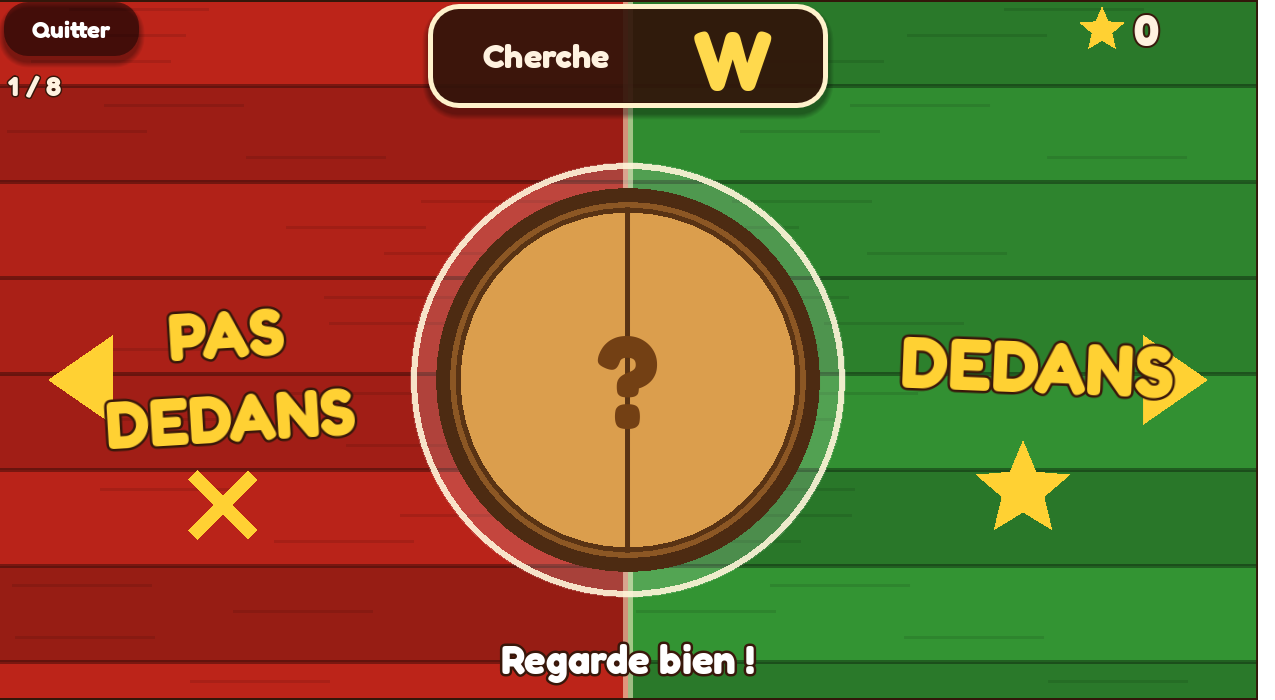 Quitter
Cherche W
0
1 / 8
PAS
DEDANS
DEDANS
?
Regarde bien !